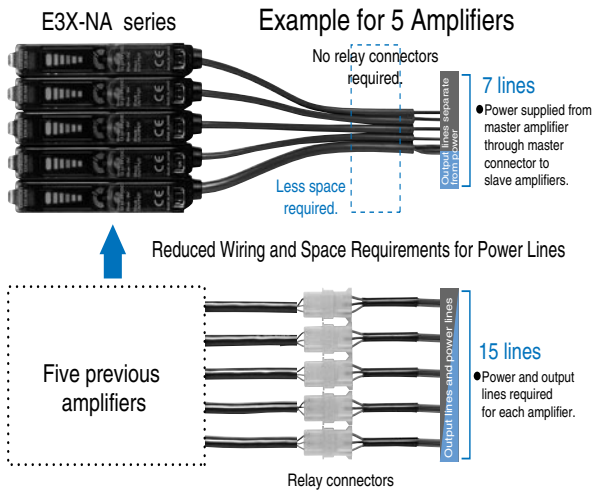 E3X-NA series
Example for 5 Amplifiers
No relay connectors
required.
Less space
required.
Output lines separate
from power
7 lines
●Power supplied from
master amplifier
through master
connector to
slave amplifiers.
Reduced Wiring and Space Requirements for Power Lines
Five previous
amplifiers
Output lines and power lines
15 lines
●Power and output
lines required
for each amplifier.
Relay connectors